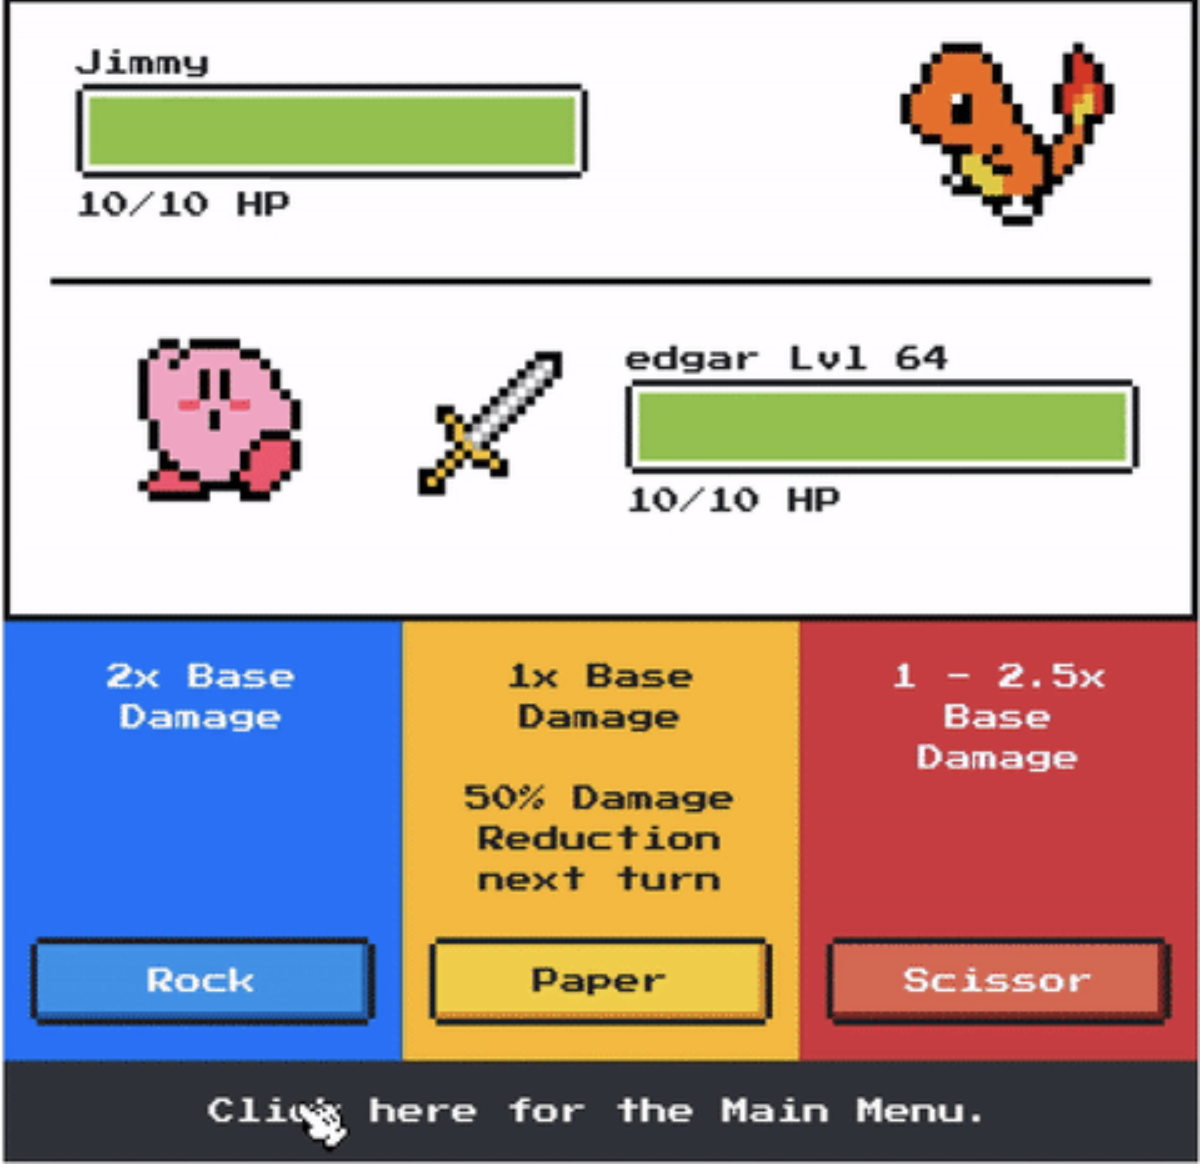 Jimmy
10/10 HP
edgar Lvl 64
10/10 HP
2x Base
Damage
1x Base
Damage
50% Damage
Reduction
next turn
1 - 2.5x
Base
Damage
Rock
Paper
Scissor
Click here for the Main Menu.